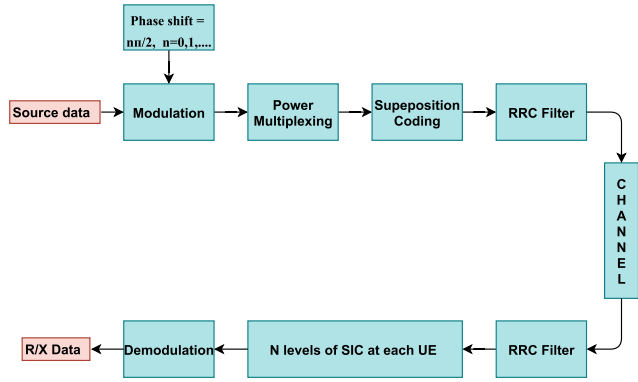 Phase shift =
nπ/2, n=0,1,....
Source data
Modulation
Power
Multiplexing
Supeposition
Coding
RRC Filter
C
H
A
N
N
E
L
R/X Data
Demodulation
N levels of SIC at each UE
RRC Filter